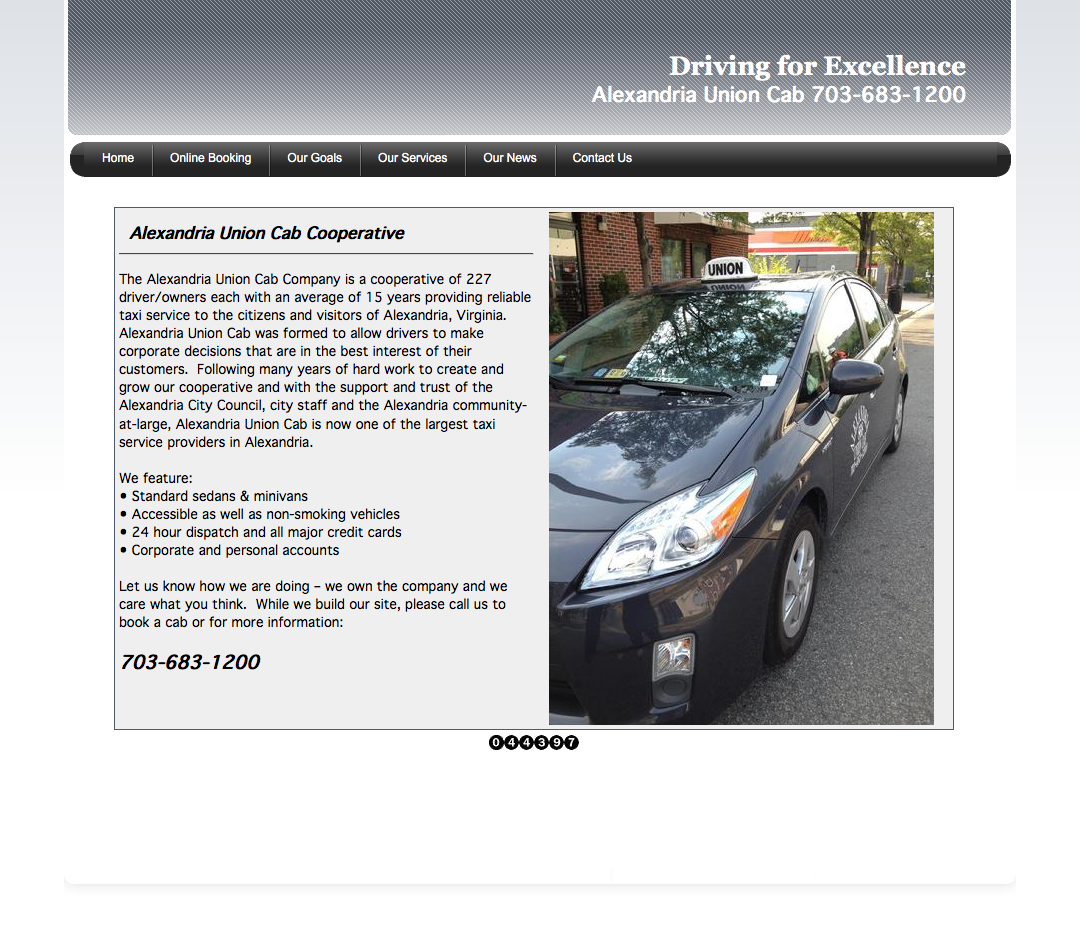 Driving for Excellence
Alexandria Union Cab 703-683-1200
Home
Online Booking
Our Goals
Our Services
Our News
Contact Us
Alexandria Union Cab Cooperative
The Alexandria Union Cab Company is a cooperative of 227
driver/owners each with an average of 15 years providing reliable
taxi service to the citizens and visitors of Alexandria, Virginia.
Alexandria Union Cab was formed to allow drivers to make
corporate decisions that are in the best interest of their
customers.  Following many years of hard work to create and
grow our cooperative and with the support and trust of the
Alexandria City Council, city staff and the Alexandria community-
at-large, Alexandria Union Cab is now one of the largest taxi
service providers in Alexandria.
We feature:
• Standard sedans & minivans
• Accessible as well as non-smoking vehicles
• 24 hour dispatch and all major credit cards
• Corporate and personal accounts
Let us know how we are doing – we own the company and we
care what you think.  While we build our site, please call us to
book a cab or for more information:
703-683-1200
UNION
044397